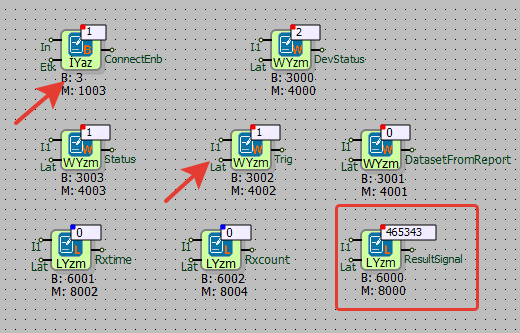 1
In
Etk
IYaz
ConnectEnb
B: 3
M: 1003
2
I1
Lat
WYzm
DevStatus
B: 3000
M: 4000
1
I1
Lat
WYzm
Status
B: 3003
M: 4003
1
I1
Lat
WYzm
Trig
B: 3002
M: 4002
0
I1
Lat
WYzm
DatasetFromReport
B: 3001
M: 4001
0
I1
Lat
LYzm
Rxtime
B: 6001
M: 8002
0
I1
Lat
LYzm
Rxcount
B: 6002
M: 8004
465343
I1
Lat
LYzm
ResultSignal
B: 6000
M: 8000